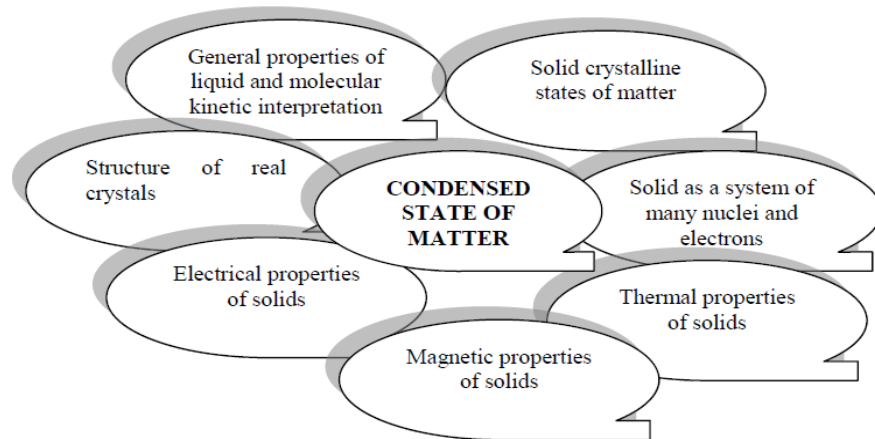 General properties of
liquid and molecular
kinetic interpretation
Solid crystalline
states of matter
Structure of real
crystals
CONDENSED
STATE OF
MATTER
Solid as a system of
many nuclei and
electrons
Electrical properties
of solids
Thermal properties
of solids
Magnetic properties
of solids